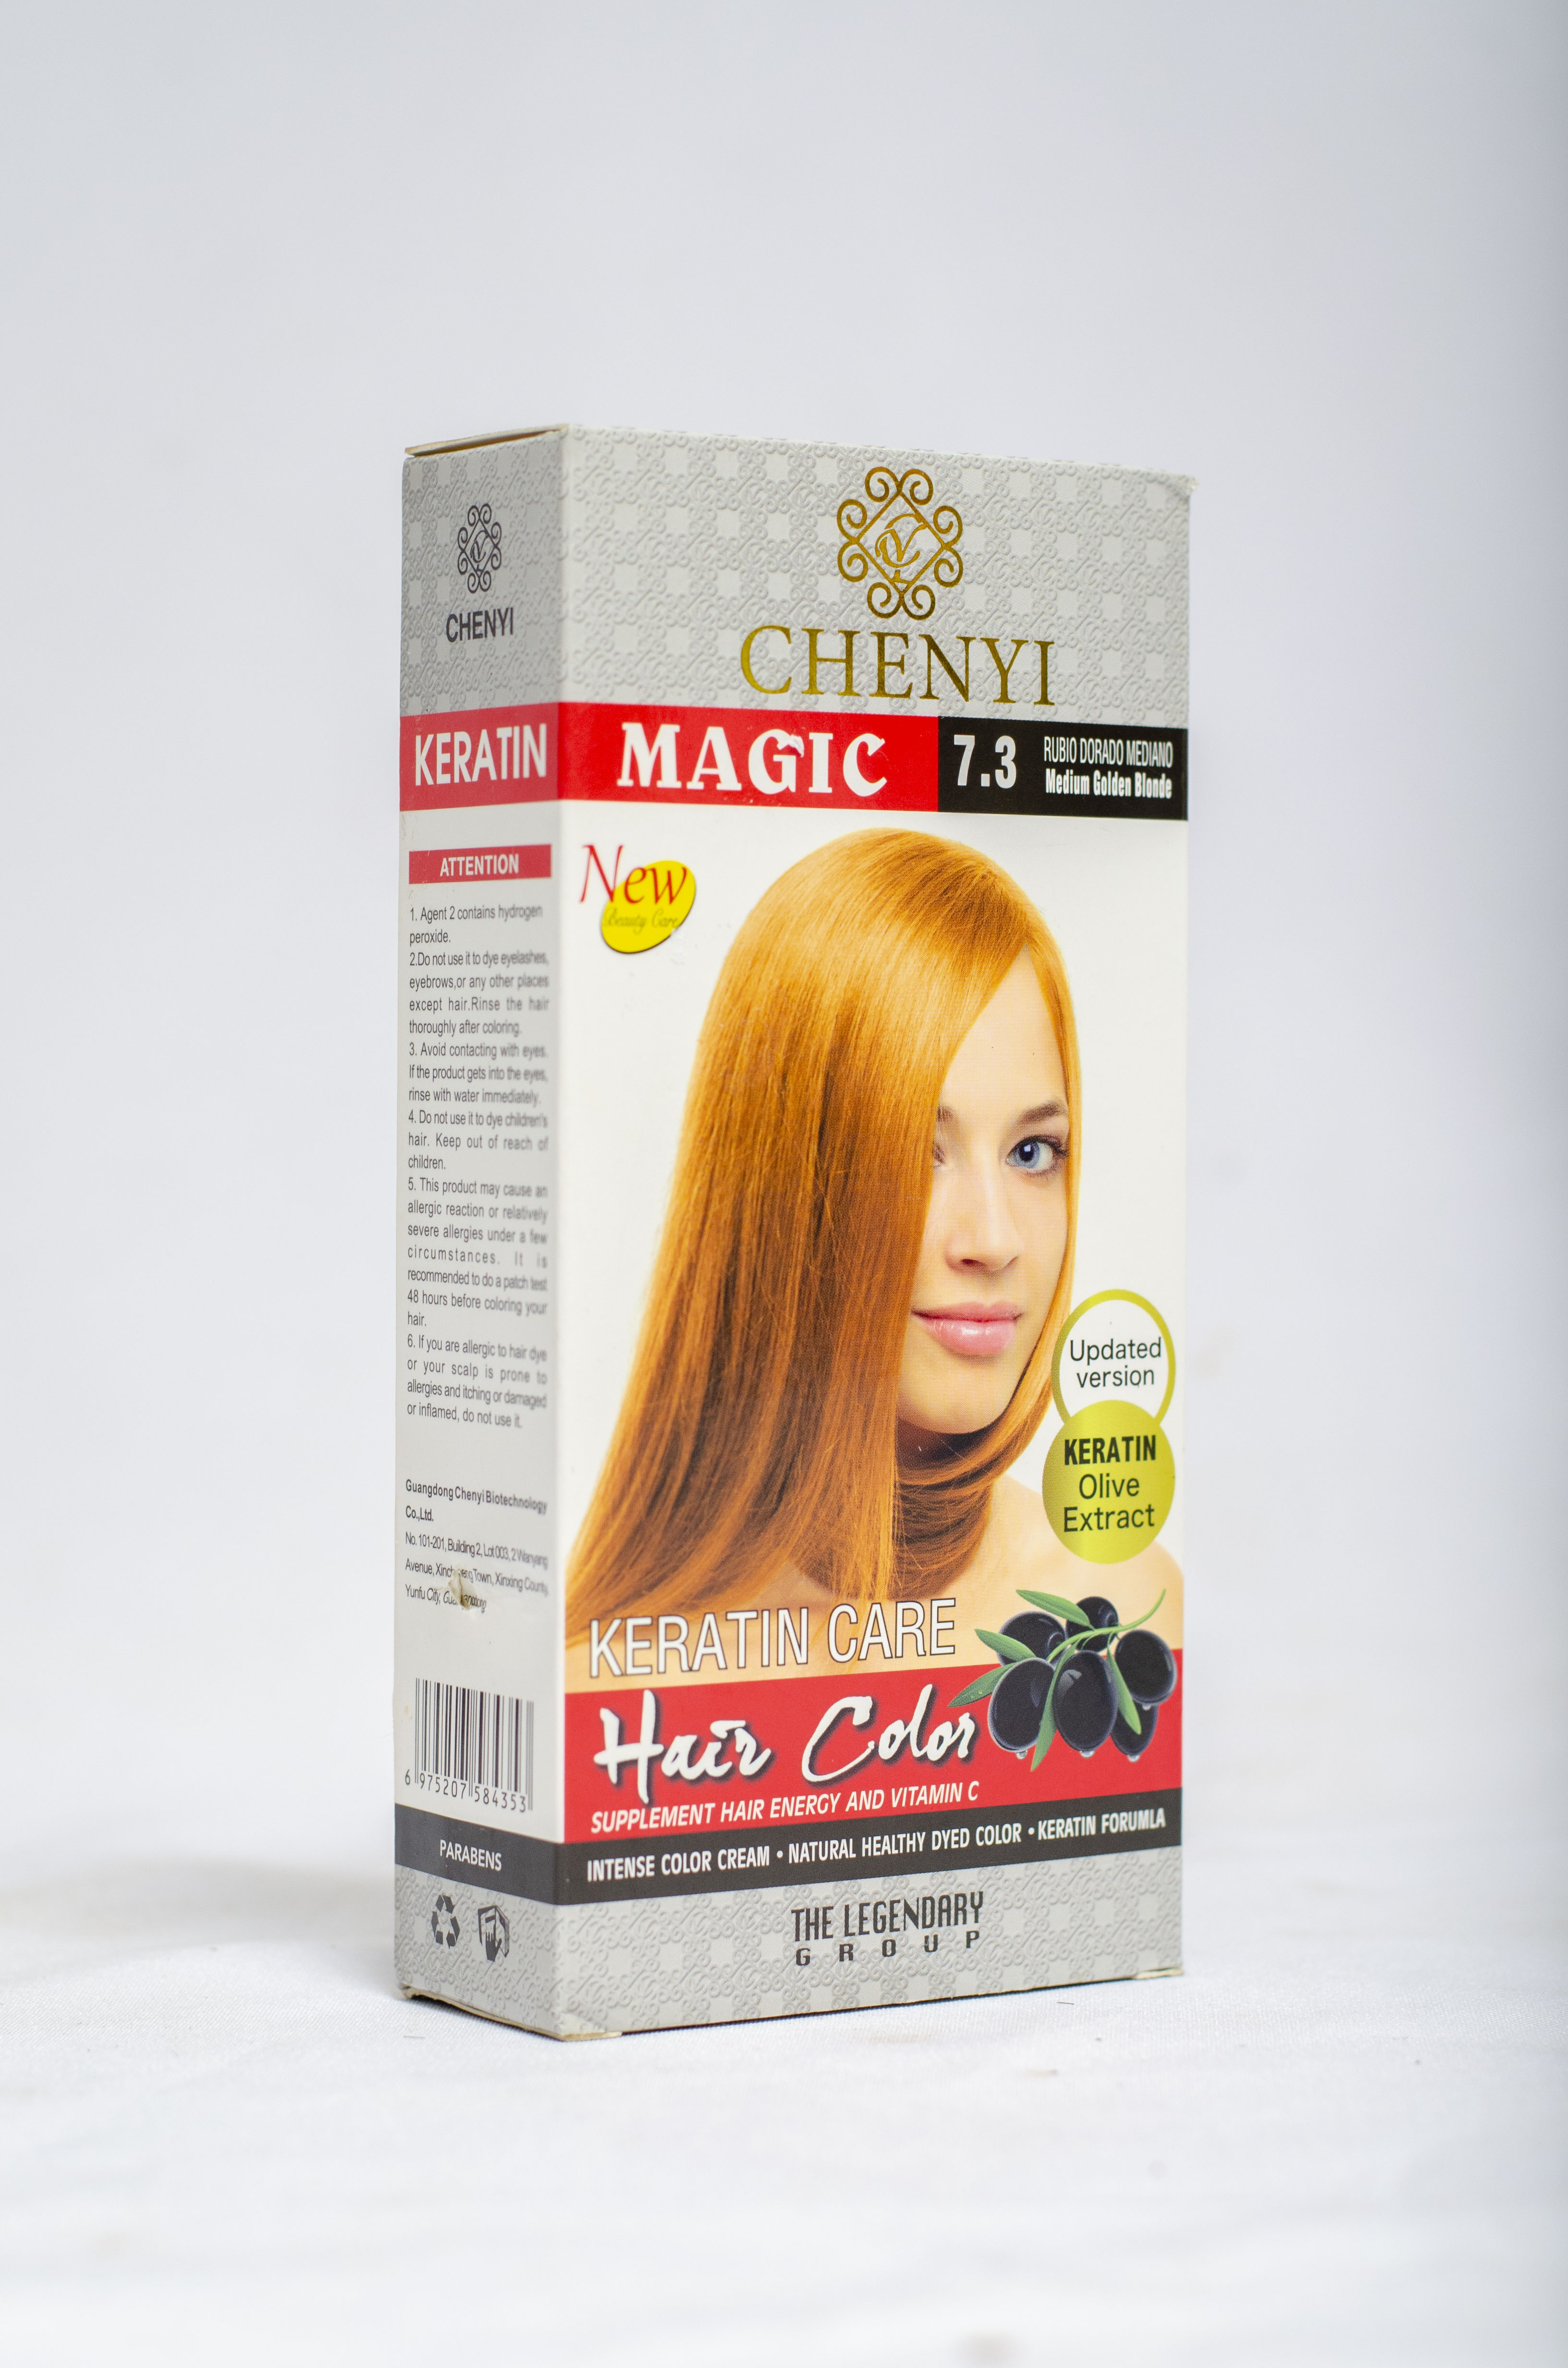 CHENYI
KERATIN
ATTENTION
1. Agent 2 contains hydrogen
peroxide.
2.Do not use it to dye eyelashes,
eyebrows,or any other places
except hair.Rinse the hair
thoroughly after coloring.
3. Avoid contacting with eyes.
If the product gets into the eyes,
rinse with water immediately.
4. Do not use it to dye children's
hair. Keep out of reach of
children.
5. This product may cause an
allergic reaction or relatively
severe allergies under a few
circumstances. It is
recommended to do a patch test
48 hours before coloring your
hair.
6. If you are allergic to hair dye
or your scalp is prone to
allergies and itching or damaged
or inflamed, do not use it.
Guangdong Chenyi Biotechnology
Co.,Ltd.
No. 101-201, Building 2, Lot 003, 2 Wanyang
Avenue, Town, Xinxing County,
Yunfu City,
6 975207 584353
PARABENS
CHENYI
MAGIC
7.3
RUBIO DORADO MEDIANO
Medium Golden Blonde
New
Beauty Care
Updated
version
KERATIN
Olive
Extract
KERATIN CARE
Hair Color
SUPPLEMENT HAIR ENERGY AND VITAMIN C
INTENSE COLOR CREAM • NATURAL HEALTHY DYED COLOR • KERATIN FORUMLA
THE LEGENDARY
GROUP